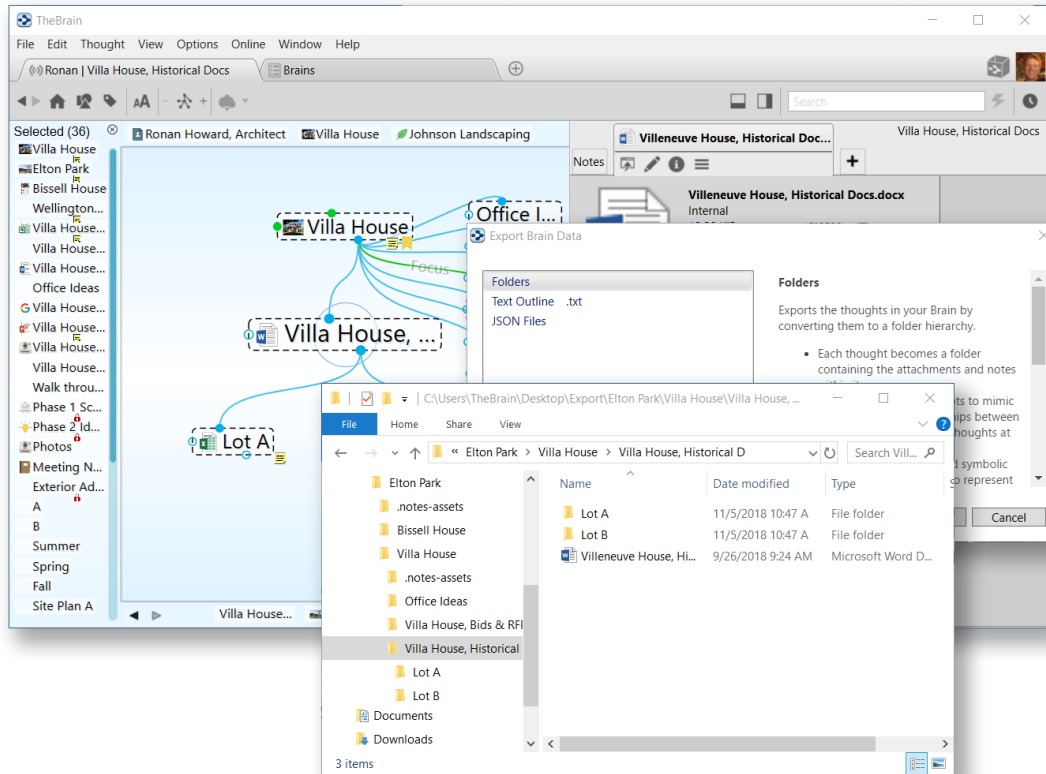 TheBrain
File Edit Thought View Options Online Window Help
Ronan | Villa House, Historical Docs
Brains
AA
Search
Selected (36)
Villa House
Elton Park
Bissell House
Wellington...
Villa House...
Villa House...
Villa House...
Office Ideas
Villa House...
Villa House...
Villa House...
Villa House...
Walk throu...
Phase 1 Sc...
Phase 2 Id...
Photos
Meeting N...
Exterior Ad...
A
B
Summer
Spring
Fall
Site Plan A
Ronan Howard, Architect Villa House Johnson Landscaping
Villa House
Office I...
Focus
Villa House, ...
Lot A
Villa House...
Villeneuve House, Historical Doc...
Villa House, Historical Docs
Notes
Villeneuve House, Historical Docs.docx
Internal
Export Brain Data
Folders
Text Outline .txt
JSON Files
Folders
Exports the thoughts in your Brain by
converting them to a folder hierarchy.
• Each thought becomes a folder
containing the attachments and notes
ts to mimic
ips between
houghts at
d symbolic
o represent
Cancel
C:\Users\TheBrain\Desktop\Export\Elton Park\Villa House\Villa House, ...
File Home Share View
« Elton Park > Villa House > Villa House, Historical D
Search Vill...
Elton Park
.notes-assets
Bissell House
Villa House
.notes-assets
Office Ideas
Villa House, Bids & RFI
Villa House, Historical
Lot A
Lot B
Documents
Downloads
Name Date modified Type
Lot A 11/5/2018 10:47 A File folder
Lot B 11/5/2018 10:47 A File folder
Villeneuve House, Hi... 9/26/2018 9:24 AM Microsoft Word D...
3 items